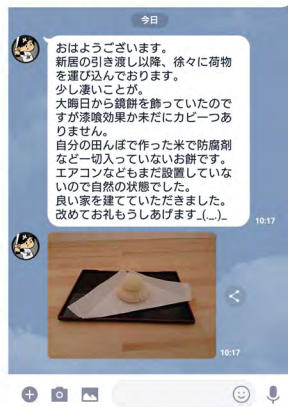 今日
おはようございます。
新居の引き渡し以降、徐々に荷物
を運び込んでおります。
少し凄いことが。
大晦日から鏡餅を飾っていたので
すが漆喰効果か未だにカビ一つあ
りません。
自分の田んぼで作った米で防腐剤
など一切入っていないお餅です。
エアコンなどもまだ設置していな
いので自然の状態でした。
良い家を建てていただきました。
改めてお礼もうしあげます_(._.)_
10:17
10:17